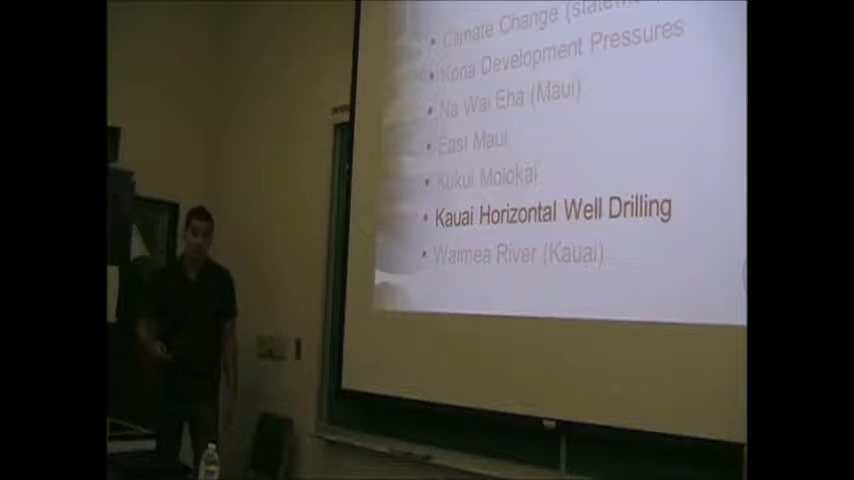 • Climate Change (statewide)
• Kona Development Pressures
• Na Wai Eha (Maui)
• East Maui
• Kukui Molokai
• Kauai Horizontal Well Drilling
• Waimea River (Kauai)